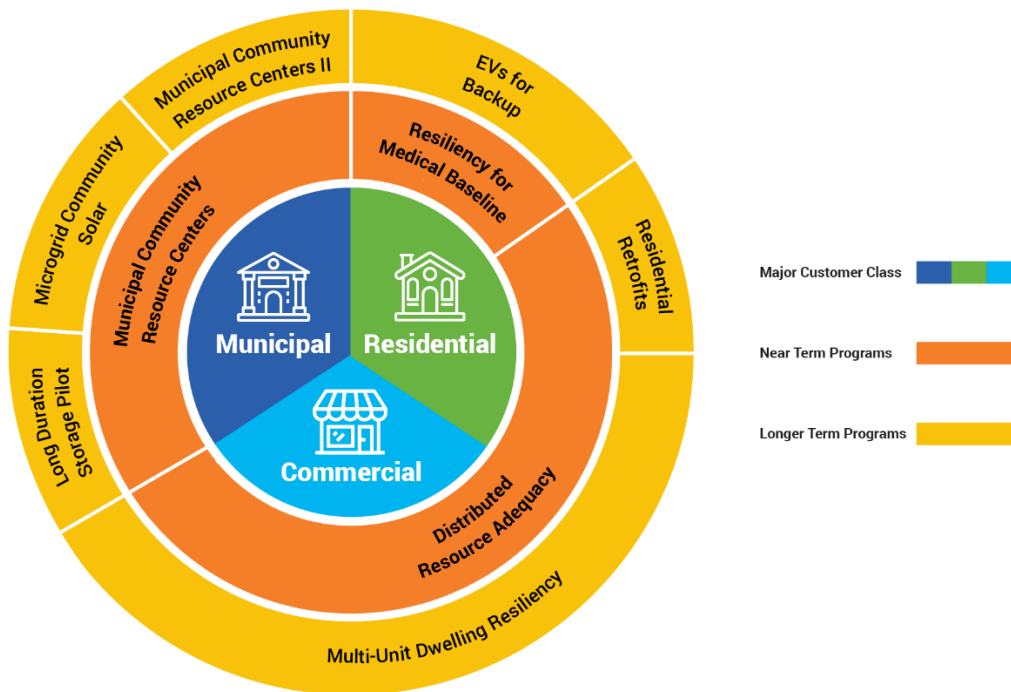 Municipal Community
Resource Centers II
EVs for
Backup
Microgrid Community
Solar
Residential
Retrofits
Long Duration
Storage Pilot
Multi-Unit Dwelling Resiliency
Municipal Community
Resource Centers
Resiliency for
Medical Baseline
Distributed
Resource Adequacy
Municipal
Residential
Commercial
Major Customer Class
Near Term Programs
Longer Term Programs